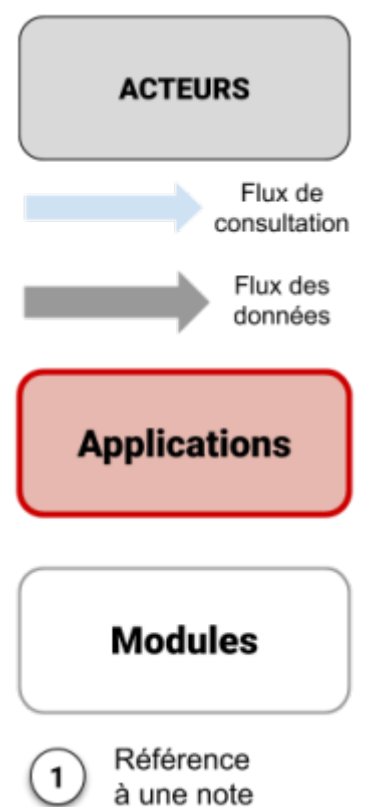 ACTEURS
Flux de
consultation
Flux des
données
Applications
Modules
1
Référence
à une note